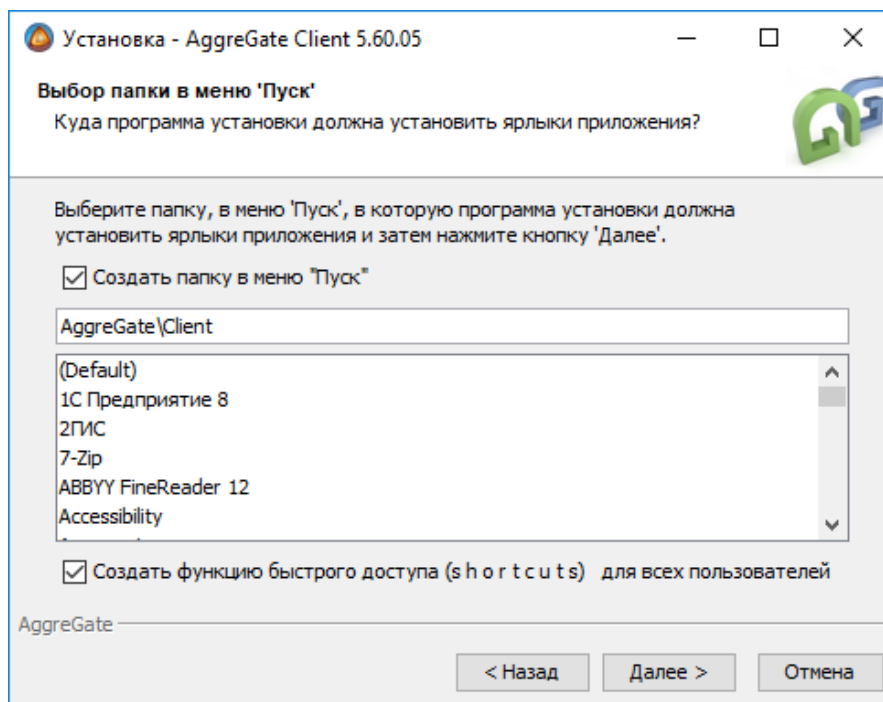 Установка - AggreGate Client 5.60.05
Выбор папки в меню 'Пуск'
Куда программа установки должна установить ярлыки приложения?
Выберите папку, в меню 'Пуск', в которую программа установки должна
установить ярлыки приложения и затем нажмите кнопку 'Далее'.
Создать папку в меню "Пуск"
AggreGate\Client
(Default)
1С Предприятие 8
2ГИС
7-Zip
ABBYY FineReader 12
Accessibility
Создать функцию быстрого доступа (s h o r t c u t s) для всех пользователей
AggreGate
< Назад
Далее >
Отмена